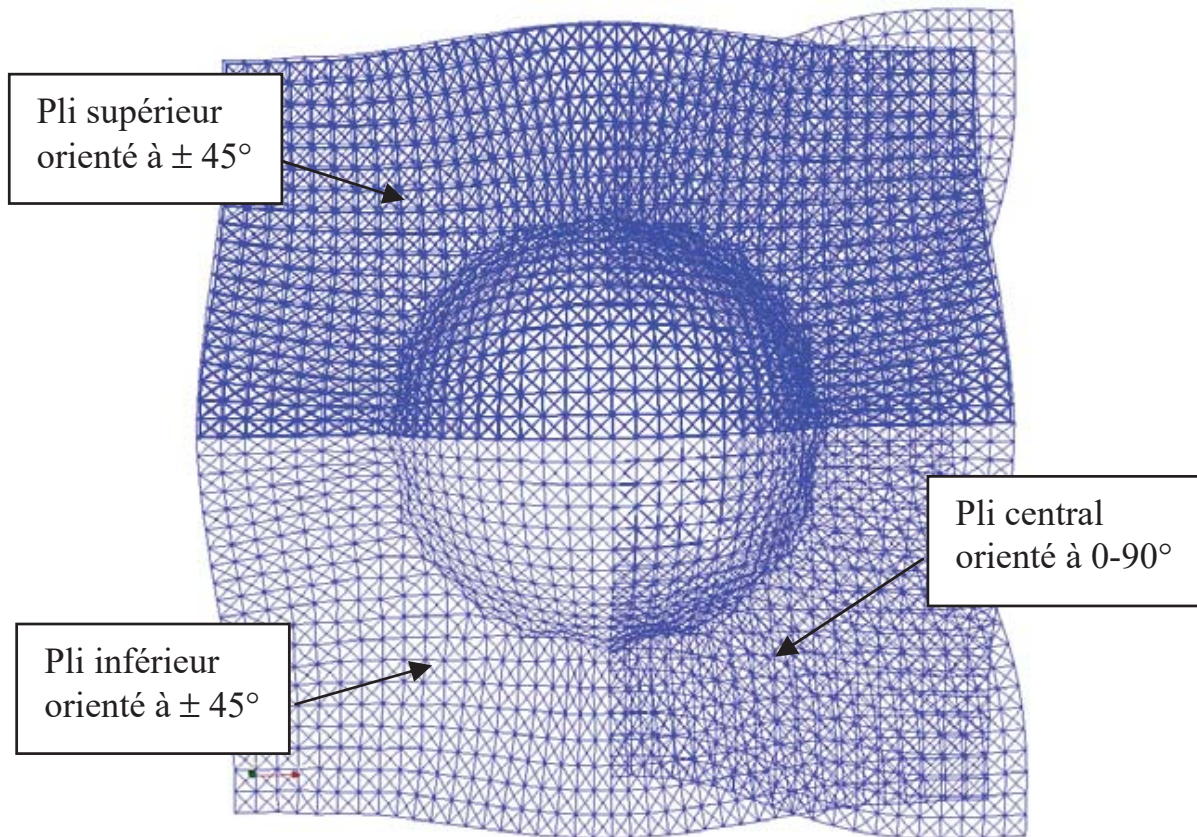 Pli supérieur
orienté à ± 45°
Pli central
orienté à 0-90°
Pli inférieur
orienté à ± 45°